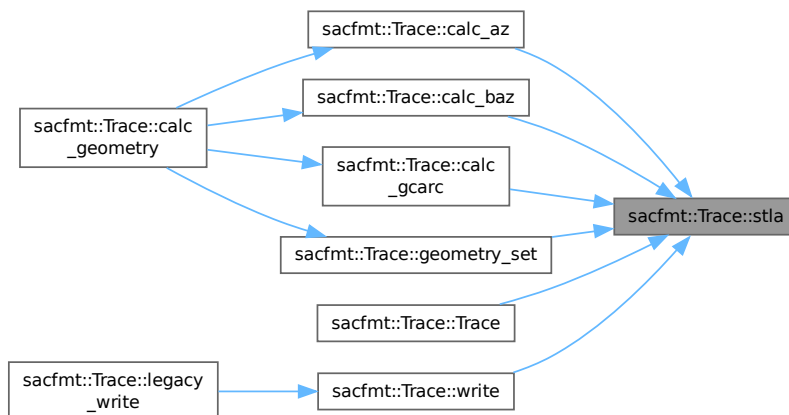 sacfmt::Trace::calc_az
sacfmt::Trace::calc_baz
sacfmt::Trace::calc
_geometry
sacfmt::Trace::calc
_gcarc
sacfmt::Trace::stla
sacfmt::Trace::geometry_set
sacfmt::Trace::Trace
sacfmt::Trace::legacy
_write
sacfmt::Trace::write